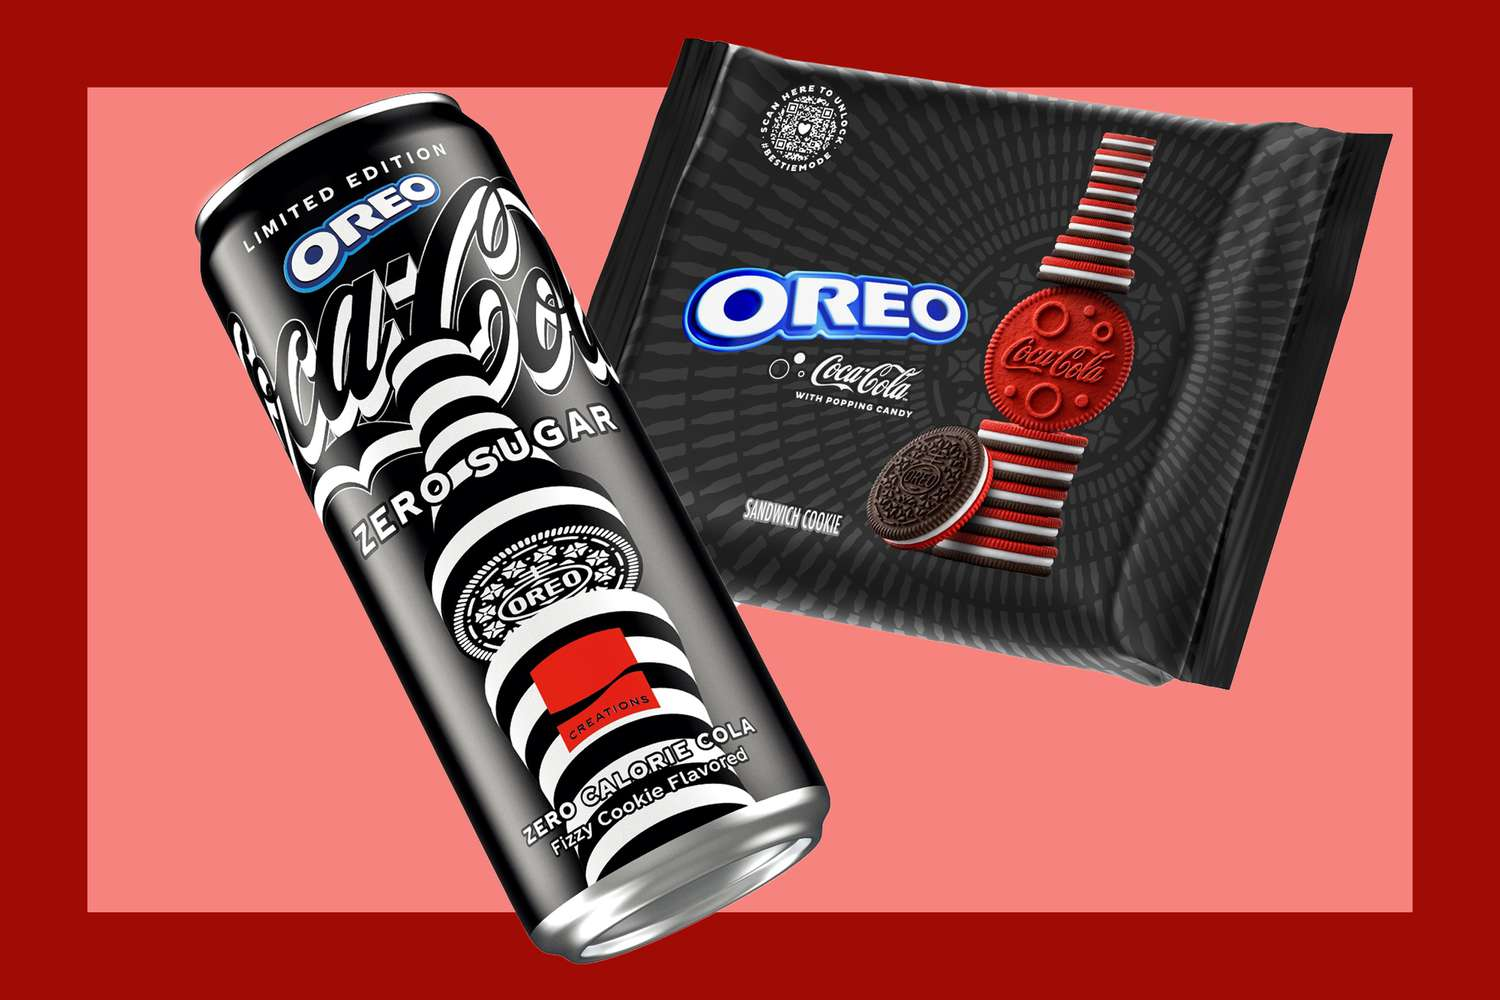 LIMITED EDITION
OREO
Coca-Cola
ZERO SUGAR
OREO
CREATIONS
ZERO CALORIE COLA
Fizzy Cookie Flavored
SCAN HERE TO UNLOCK
#BESTIEMODE
OREO
Coca-Cola
WITH POPPING CANDY
Coca-Cola
OREO
SANDWICH COOKIE